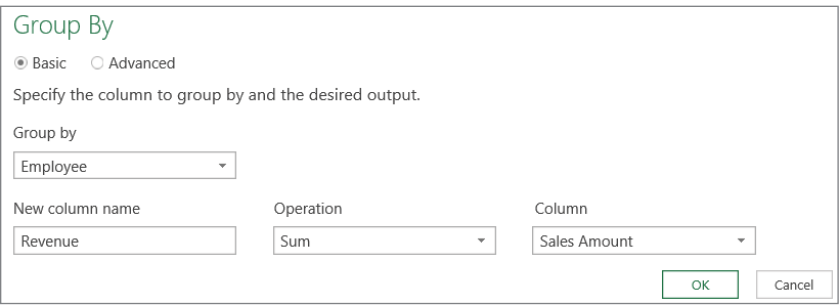 Group By
Basic Advanced
Specify the column to group by and the desired output.
Group by
Employee
New column name Operation Column
Revenue Sum Sales Amount
OK Cancel